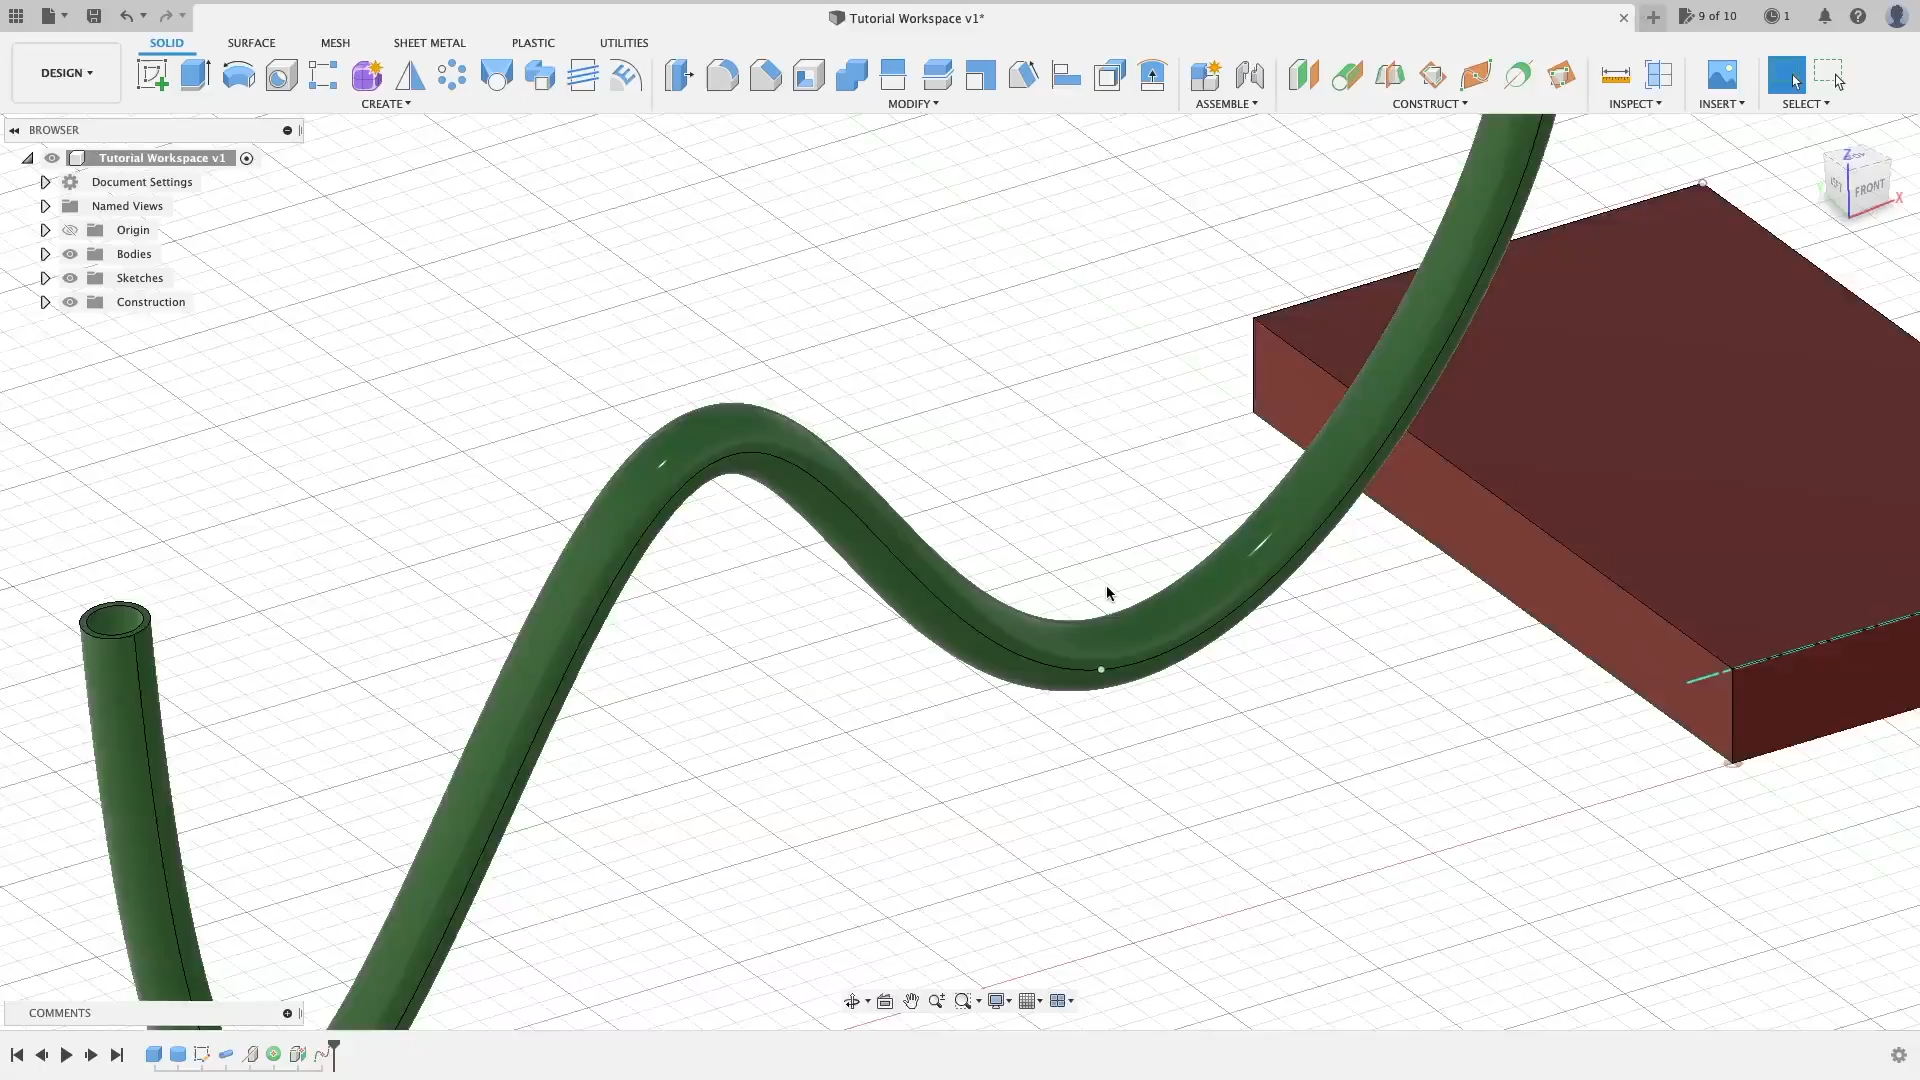 Tutorial Workspace v1*
9 of 10
1
DESIGN
SOLID
SURFACE
MESH
SHEET METAL
PLASTIC
UTILITIES
CREATE
MODIFY
ASSEMBLE
CONSTRUCT
INSPECT
INSERT
SELECT
BROWSER
Tutorial Workspace v1
Document Settings
Named Views
Origin
Bodies
Sketches
Construction
Z
FRONT
X
COMMENTS